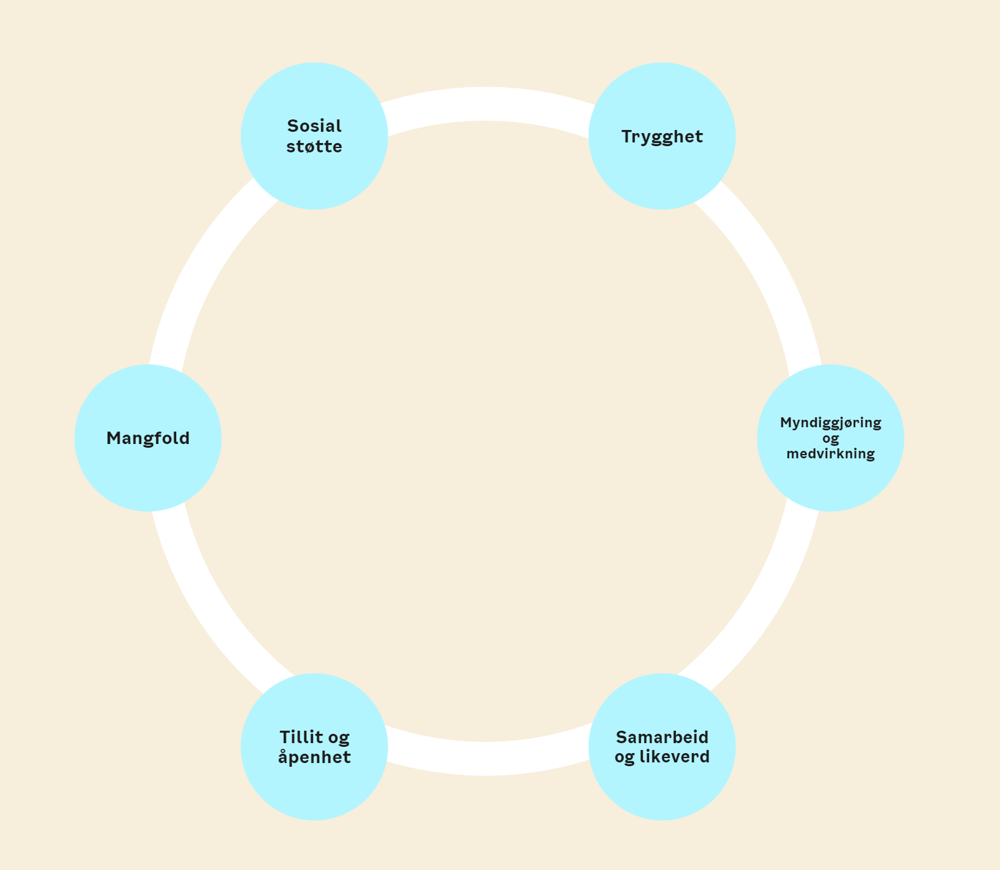 Sosial
støtte
Trygghet
Mangfold
Myndiggjøring
og
medvirkning
Tillit og
åpenhet
Samarbeid
og likeverd